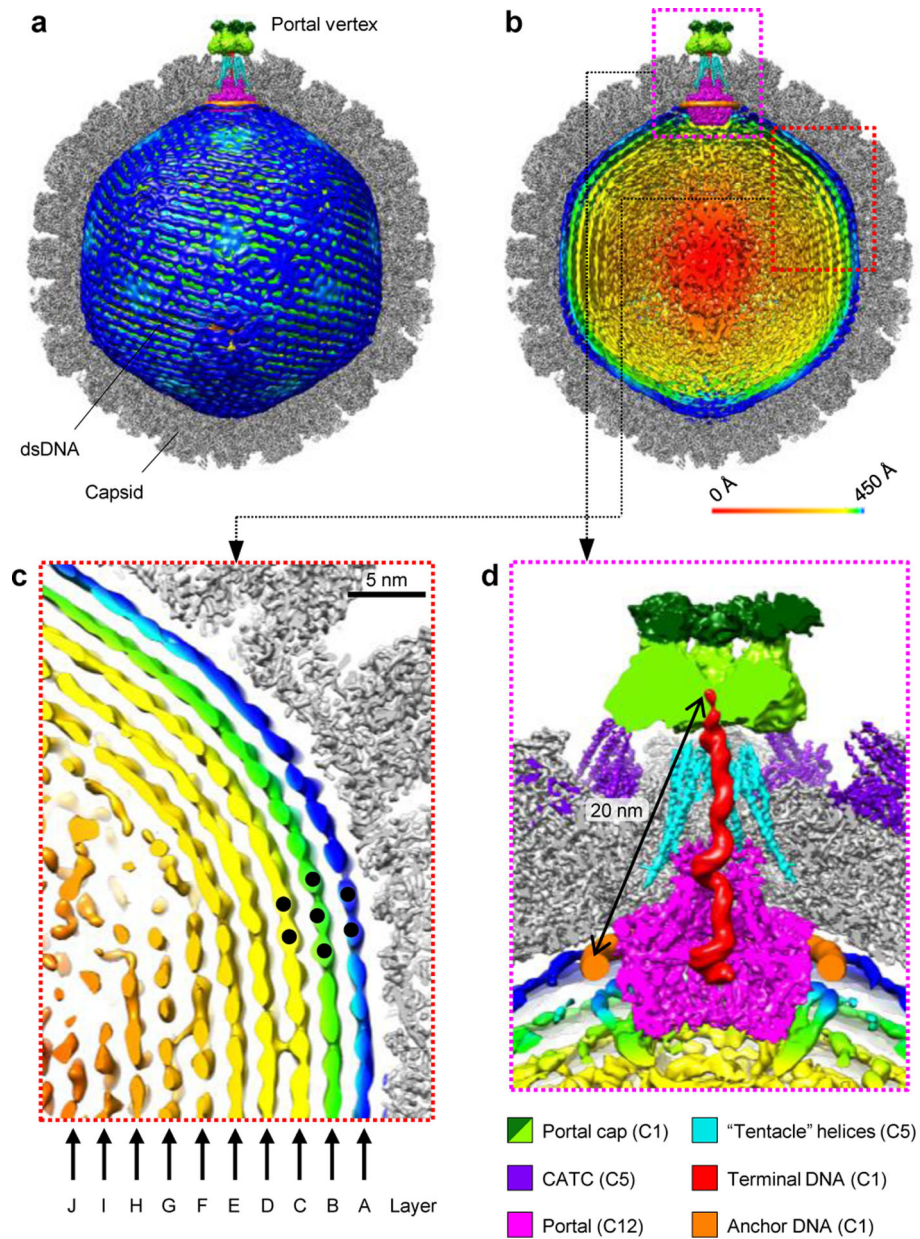 a
Portal vertex
b
dsDNA
Capsid
0 Å
450 Å
c
5 nm
d
20 nm
J I H G F E D C B A Layer
Portal cap (C1)
"Tentacle" helices (C5)
CATC (C5)
Terminal DNA (C1)
Portal (C12)
Anchor DNA (C1)